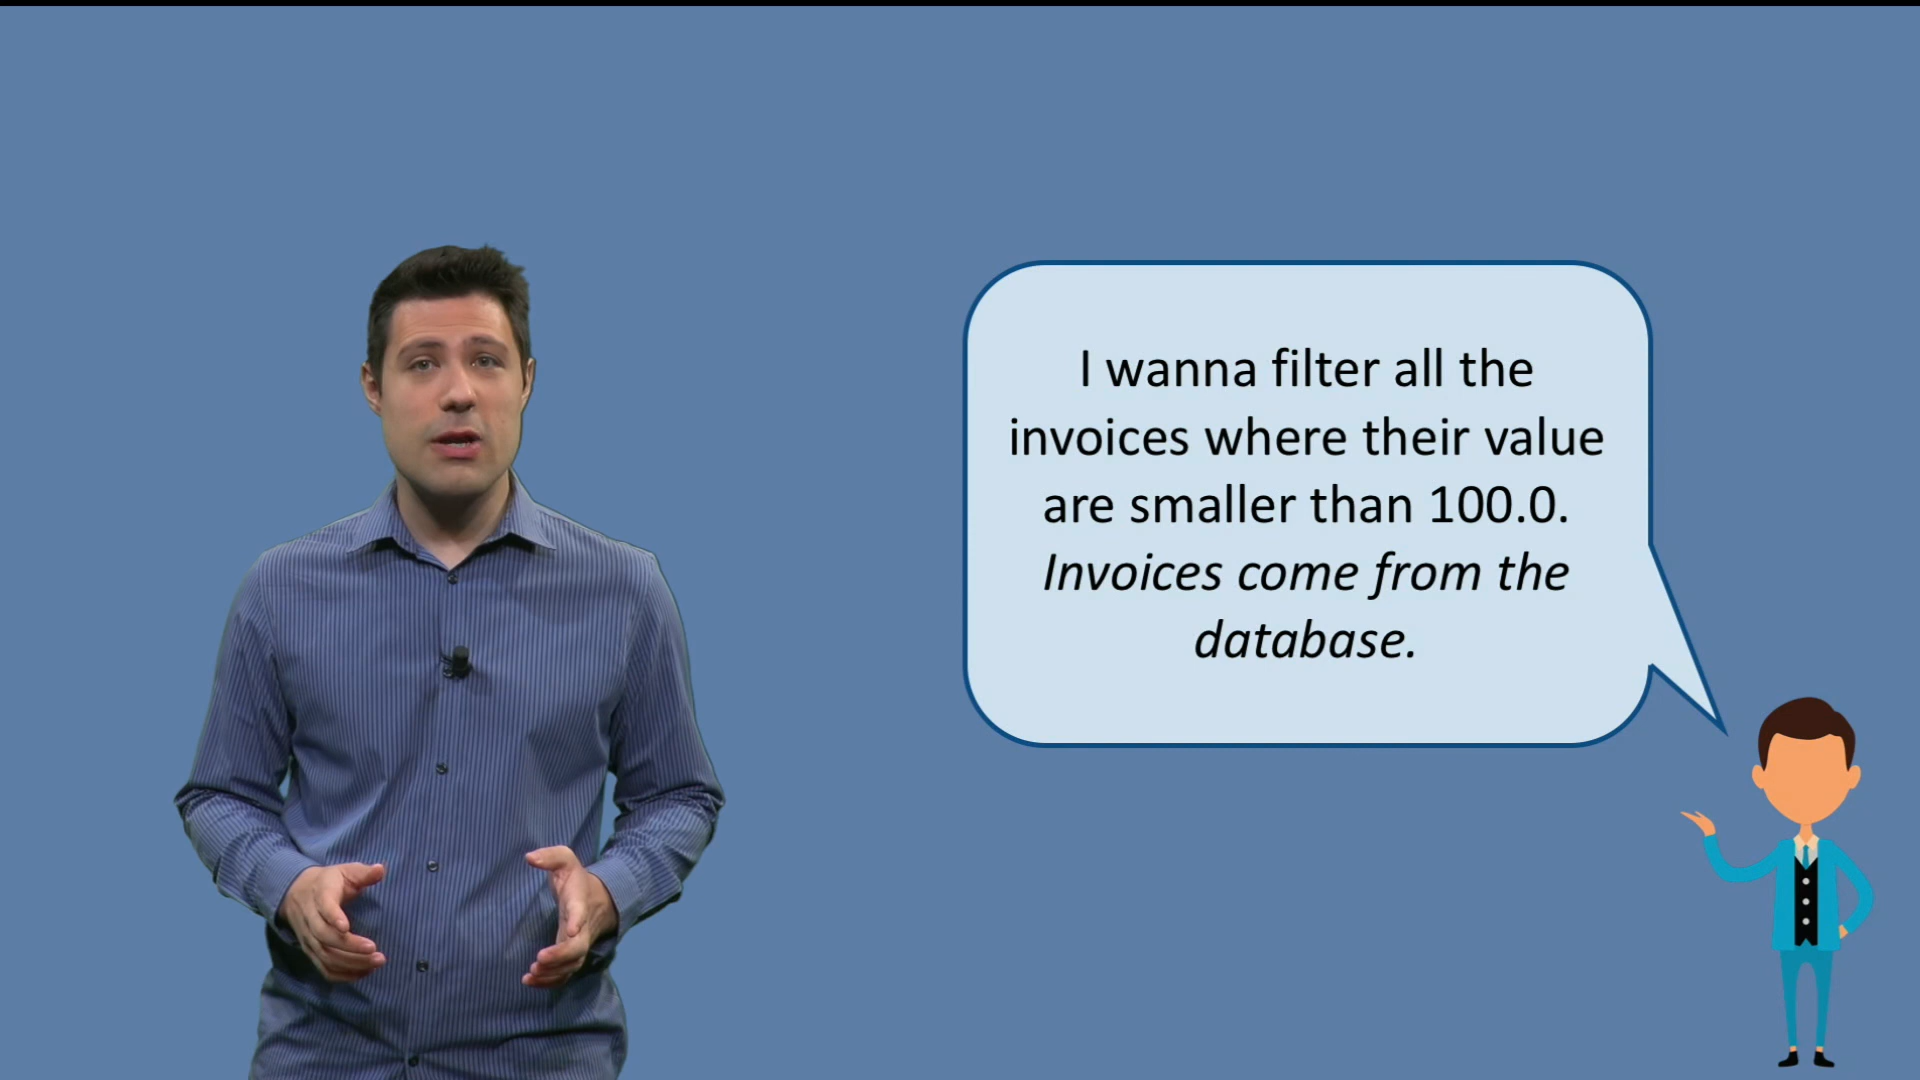 I wanna filter all the
invoices where their value
are smaller than 100.0.
Invoices come from the
database.